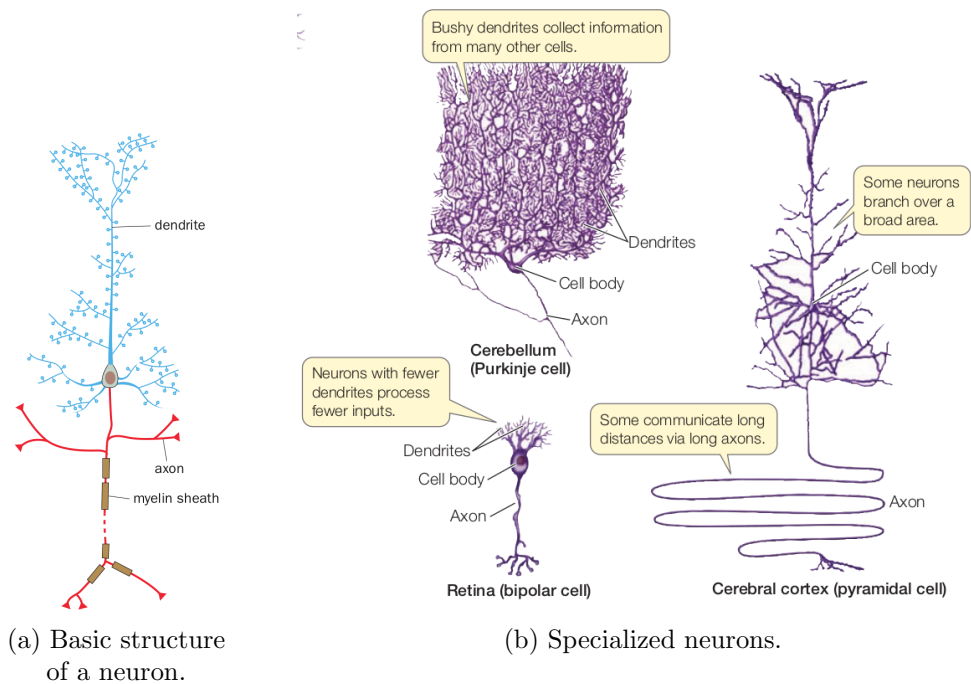 dendrite
axon
myelin sheath
(a) Basic structure
of a neuron.
Bushy dendrites collect information
from many other cells.
Dendrites
Cell body
Axon
Cerebellum
(Purkinje cell)
Neurons with fewer
dendrites process
fewer inputs.
Dendrites
Cell body
Axon
Retina (bipolar cell)
Some neurons
branch over a
broad area.
Cell body
Some communicate long
distances via long axons.
Axon
Cerebral cortex (pyramidal cell)
(b) Specialized neurons.